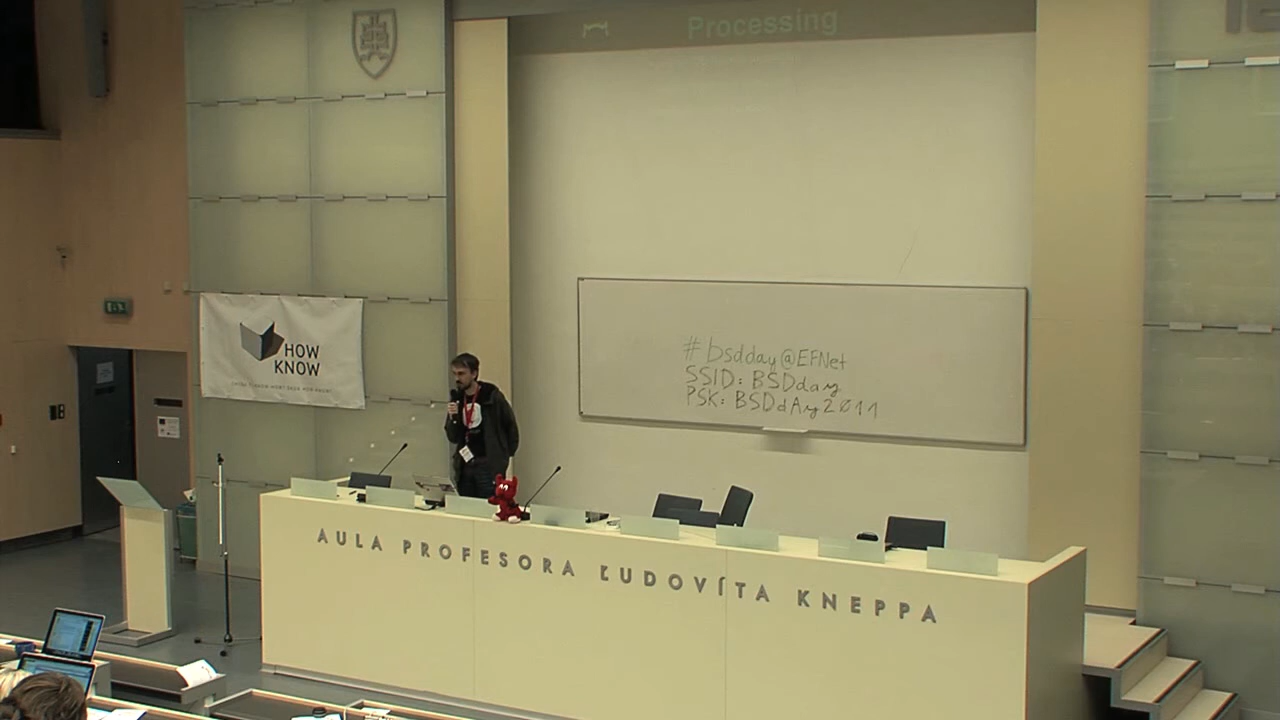 Processing
HOW
KNOW
#bsdday@EFNet
SSID: BSDday
PSK: BSDdAy2011
AULA PROFESORA ĽUDOVÍTA KNEPPA